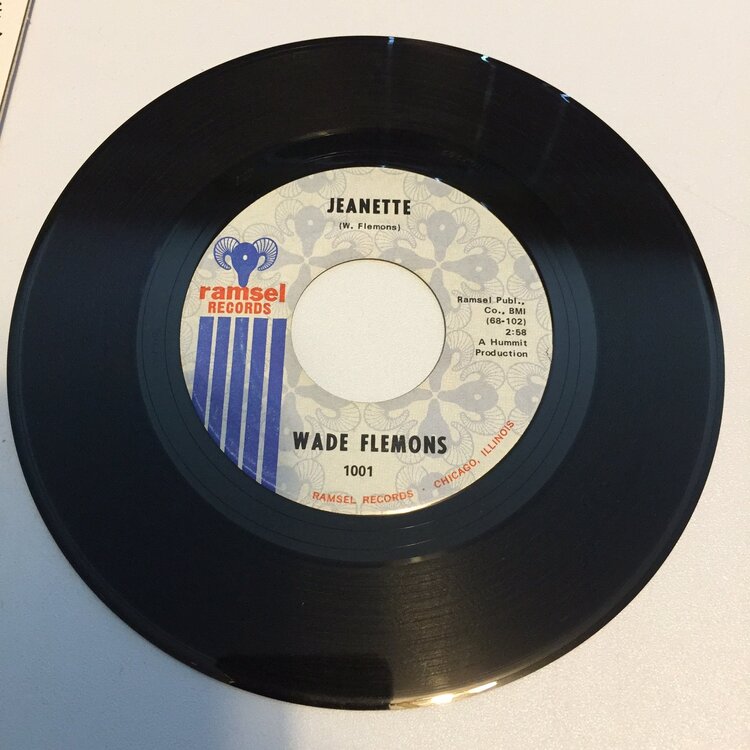 JEANETTE
(W. Flemons)
ramsel
RECORDS
Ramsel Publ.,
Co., BMI
(68-102)
2:58
A Hummit
Production
WADE FLEMONS
1001
RAMSEL RECORDS CHICAGO, ILLINOIS